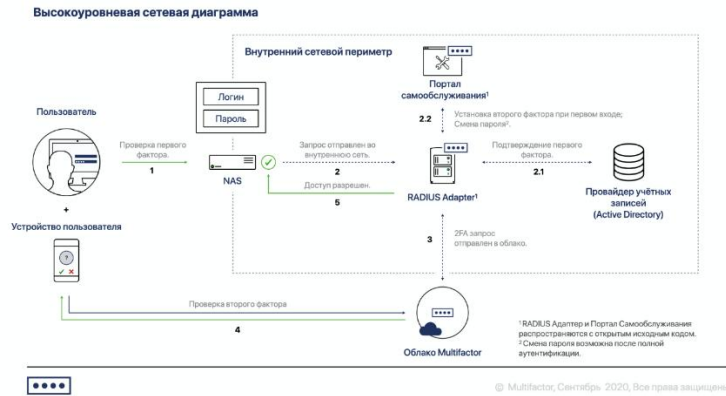 Высокоуровневая сетевая диаграмма
Внутренний сетевой периметр
Портал
самообслуживания¹
Логин
Пароль
Пользователь
2.2
Установка второго фактора при первом входе;
Смена пароля².
Проверка первого
фактора.
1
Запрос отправлен во
внутреннюю сеть.
2
Подтверждение первого
фактора.
2.1
NAS
Доступ разрешен.
5
RADIUS Adapter¹
Провайдер учётных
записей
(Active Directory)
+
Устройство пользователя
?
3
2FA запрос
отправлен в облако.
Проверка второго фактора
4
Облако Multifactor
¹ RADIUS Адаптер и Портал Самообслуживания
распространяются с открытым исходным кодом.
² Смена пароля возможна после полной
аутентификации.
© Multifactor, Сентябрь 2020, Все права защищены